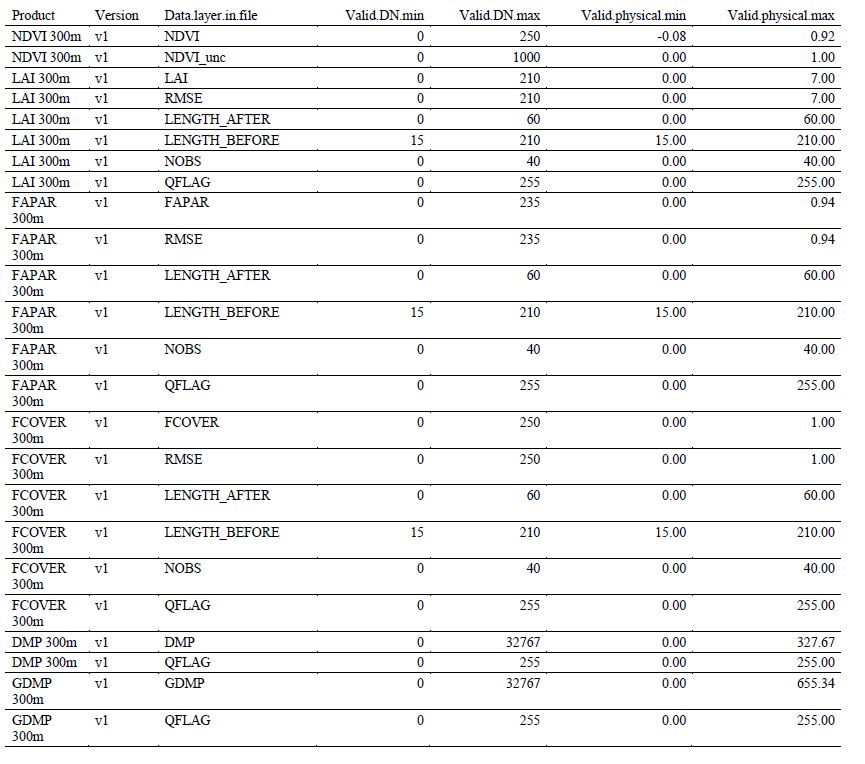 Product Version Data.layer.in.file Valid.DN.min Valid.DN.max Valid.physical.min Valid.physical.max
NDVI 300m v1 NDVI 0 250 -0.08 0.92
NDVI 300m v1 NDVI_unc 0 1000 0.00 1.00
LAI 300m v1 LAI 0 210 0.00 7.00
LAI 300m v1 RMSE 0 210 0.00 7.00
LAI 300m v1 LENGTH_AFTER 0 60 0.00 60.00
LAI 300m v1 LENGTH_BEFORE 15 210 15.00 210.00
LAI 300m v1 NOBS 0 40 0.00 40.00
LAI 300m v1 QFLAG 0 255 0.00 255.00
FAPAR v1 FAPAR 0 235 0.00 0.94
300m
FAPAR v1 RMSE 0 235 0.00 0.94
300m
FAPAR v1 LENGTH_AFTER 0 60 0.00 60.00
300m
FAPAR v1 LENGTH_BEFORE 15 210 15.00 210.00
300m
FAPAR v1 NOBS 0 40 0.00 40.00
300m
FAPAR v1 QFLAG 0 255 0.00 255.00
300m
FCOVER v1 FCOVER 0 250 0.00 1.00
300m
FCOVER v1 RMSE 0 250 0.00 1.00
300m
FCOVER v1 LENGTH_AFTER 0 60 0.00 60.00
300m
FCOVER v1 LENGTH_BEFORE 15 210 15.00 210.00
300m
FCOVER v1 NOBS 0 40 0.00 40.00
300m
FCOVER v1 QFLAG 0 255 0.00 255.00
300m
DMP 300m v1 DMP 0 32767 0.00 327.67
DMP 300m v1 QFLAG 0 255 0.00 255.00
GDMP v1 GDMP 0 32767 0.00 655.34
300m
GDMP v1 QFLAG 0 255 0.00 255.00
300m